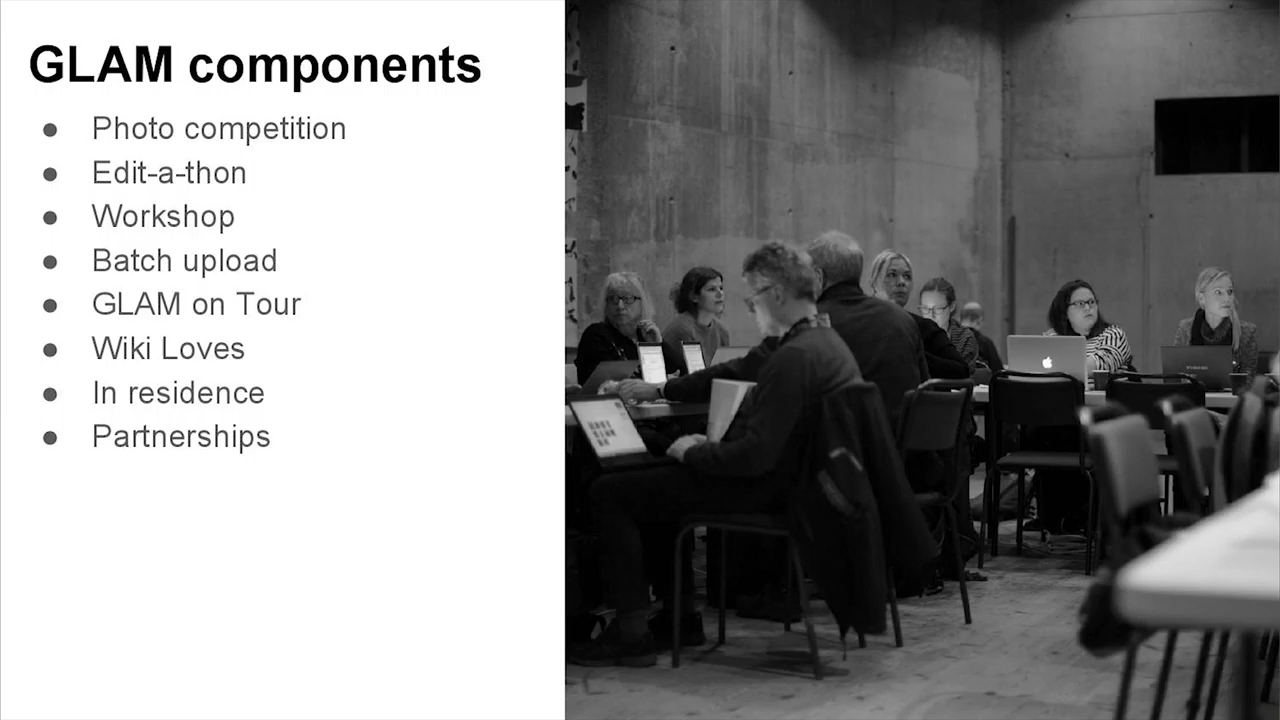 GLAM components
● Photo competition
● Edit-a-thon
● Workshop
● Batch upload
● GLAM on Tour
● Wiki Loves
● In residence
● Partnerships